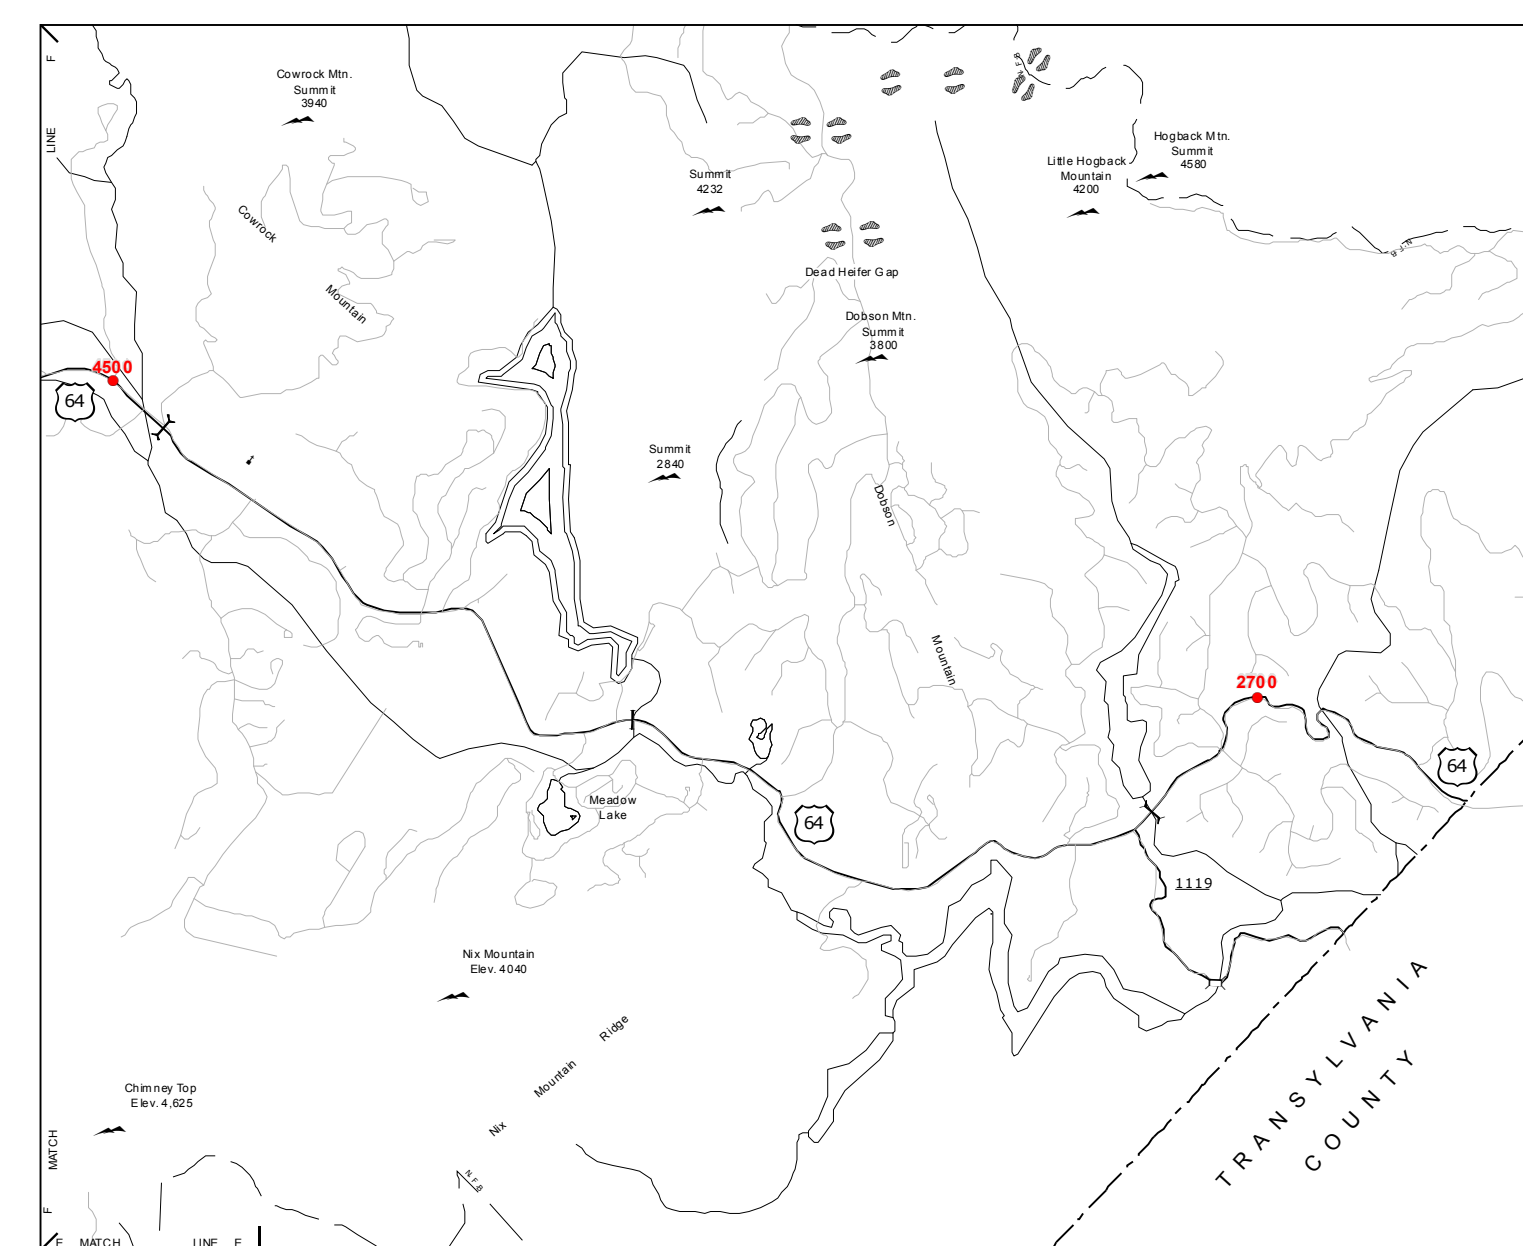 F
LINE
Cowrock Mtn.
Summit
3940
N.F.B
Hogback Mtn.
Summit
4580
Little Hogback
Mountain
4200
Summit
4232
Cowrock
Mountain
N.F.B
Dead Heifer Gap
Dobson Mtn.
Summit
3800
4500
64
Summit
2840
Dobson
Mountain
2700
64
Meadow
Lake
64
1119
Nix Mountain
Elev. 4040
Ridge
Mountain
Nix
TRANSYLVANIA
COUNTY
Chimney Top
Elev. 4,625
MATCH
F
N.F.B
E MATCH LINE E